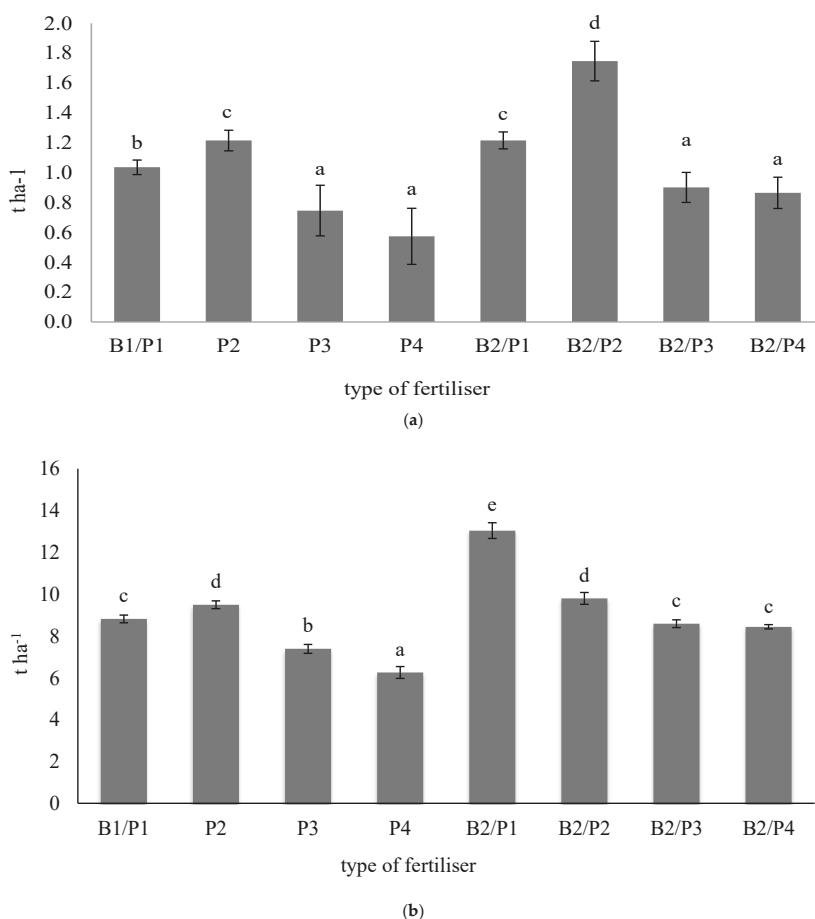 2.0
1.8
1.6
1.4
1.2
1.0
0.8
0.6
0.4
0.2
0.0
t ha-1
b
c
a
a
c
d
a
a
B1/P1 P2 P3 P4 B2/P1 B2/P2 B2/P3 B2/P4
type of fertiliser
(a)
16
14
12
10
8
6
4
2
0
t ha-1
c
d
b
a
e
d
c
c
B1/P1 P2 P3 P4 B2/P1 B2/P2 B2/P3 B2/P4
type of fertiliser
(b)